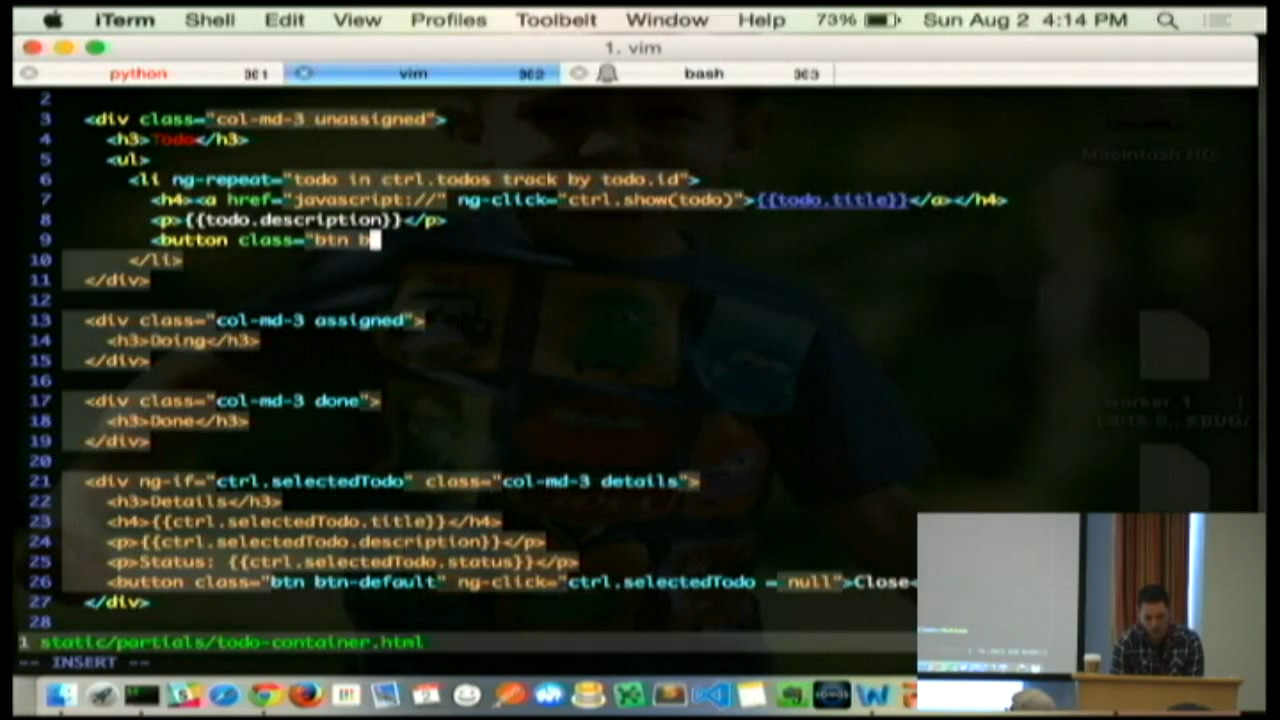 iTerm Shell Edit View Profiles Toolbelt Window Help 73% Sun Aug 2 4:14 PM
1. vim
python ⌘1 vim ⌘2 bash ⌘3
2
3 <div class="col-md-3 unassigned">
4 <h3>Todo</h3>
5 <ul>
6 <li ng-repeat="todo in ctrl.todos track by todo.id">
7 <h4><a href="javascript://" ng-click="ctrl.show(todo)">{{todo.title}}</a></h4>
8 <p>{{todo.description}}</p>
9 <button class="btn b
10 </li>
11 </div>
12
13 <div class="col-md-3 assigned">
14 <h3>Doing</h3>
15 </div>
16
17 <div class="col-md-3 done">
18 <h3>Done</h3>
19 </div>
20
21 <div ng-if="ctrl.selectedTodo" class="col-md-3 details">
22 <h3>Details</h3>
23 <h4>{{ctrl.selectedTodo.title}}</h4>
24 <p>{{ctrl.selectedTodo.description}}</p>
25 <p>Status: {{ctrl.selectedTodo.status}}</p>
26 <button class="btn btn-default" ng-click="ctrl.selectedTodo = null">Close<
27 </div>
28
1 static/partials/todo-container.html
-- INSERT --
Macintosh HD
worker_1